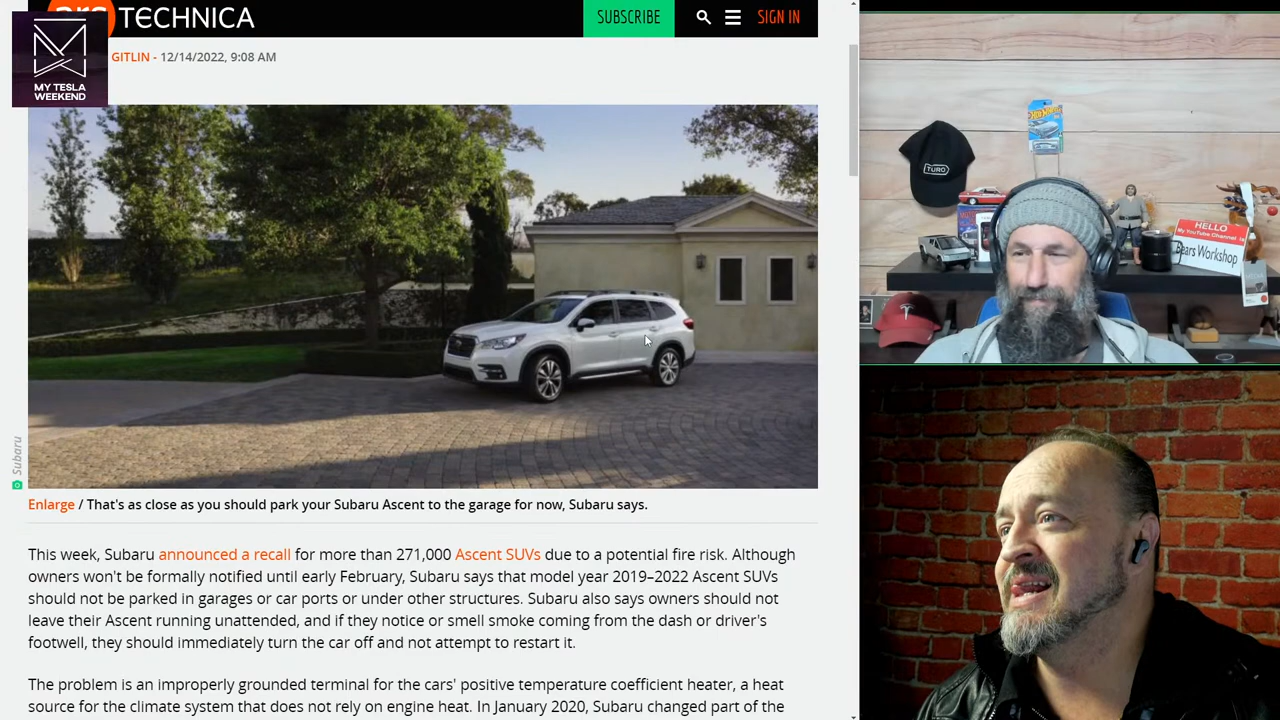 ars TECHNICA
SUBSCRIBE
SIGN IN
MY TESLA
WEEKEND
GITLIN - 12/14/2022, 9:08 AM
Subaru
Enlarge / That's as close as you should park your Subaru Ascent to the garage for now, Subaru says.
This week, Subaru announced a recall for more than 271,000 Ascent SUVs due to a potential fire risk. Although
owners won't be formally notified until early February, Subaru says that model year 2019–2022 Ascent SUVs
should not be parked in garages or car ports or under other structures. Subaru also says owners should not
leave their Ascent running unattended, and if they notice or smell smoke coming from the dash or driver's
footwell, they should immediately turn the car off and not attempt to restart it.
The problem is an improperly grounded terminal for the cars' positive temperature coefficient heater, a heat
source for the climate system that does not rely on engine heat. In January 2020, Subaru changed part of the
TURO
HELLO
My YouTube Channel is
Bears Workshop